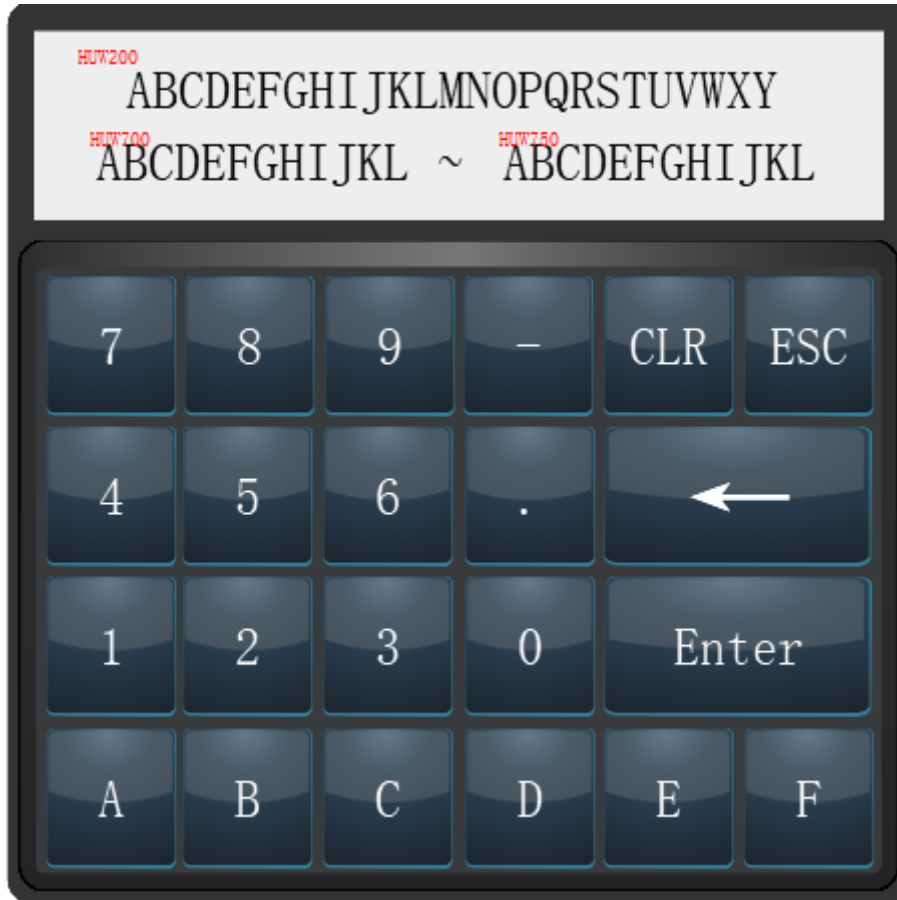 HUW200
ABCDEFGHIJKLMNOPQRSTUVWXY
HUW700 HUW750
ABCDEFGHIJKL ~ ABCDEFGHIJKL
7 8 9 - CLR ESC
4 5 6 .
1 2 3 0 Enter
A B C D E F